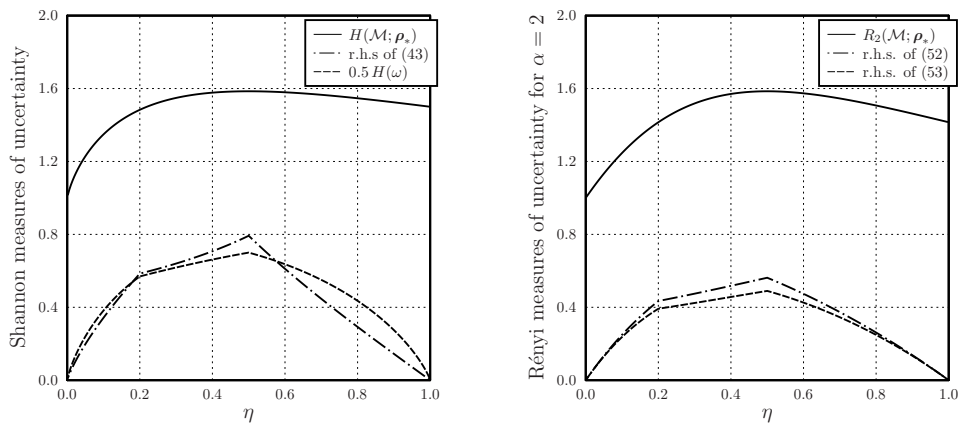 Shannon measures of uncertainty
2.0
1.6
1.2
0.8
0.4
0.0
0.0 0.2 0.4 0.6 0.8 1.0
η
H(ℳ; ρ*)
r.h.s of (43)
0.5 H(ω)
Rényi measures of uncertainty for α = 2
2.0
1.6
1.2
0.8
0.4
0.0
0.0 0.2 0.4 0.6 0.8 1.0
η
R₂(ℳ; ρ*)
r.h.s. of (52)
r.h.s. of (53)